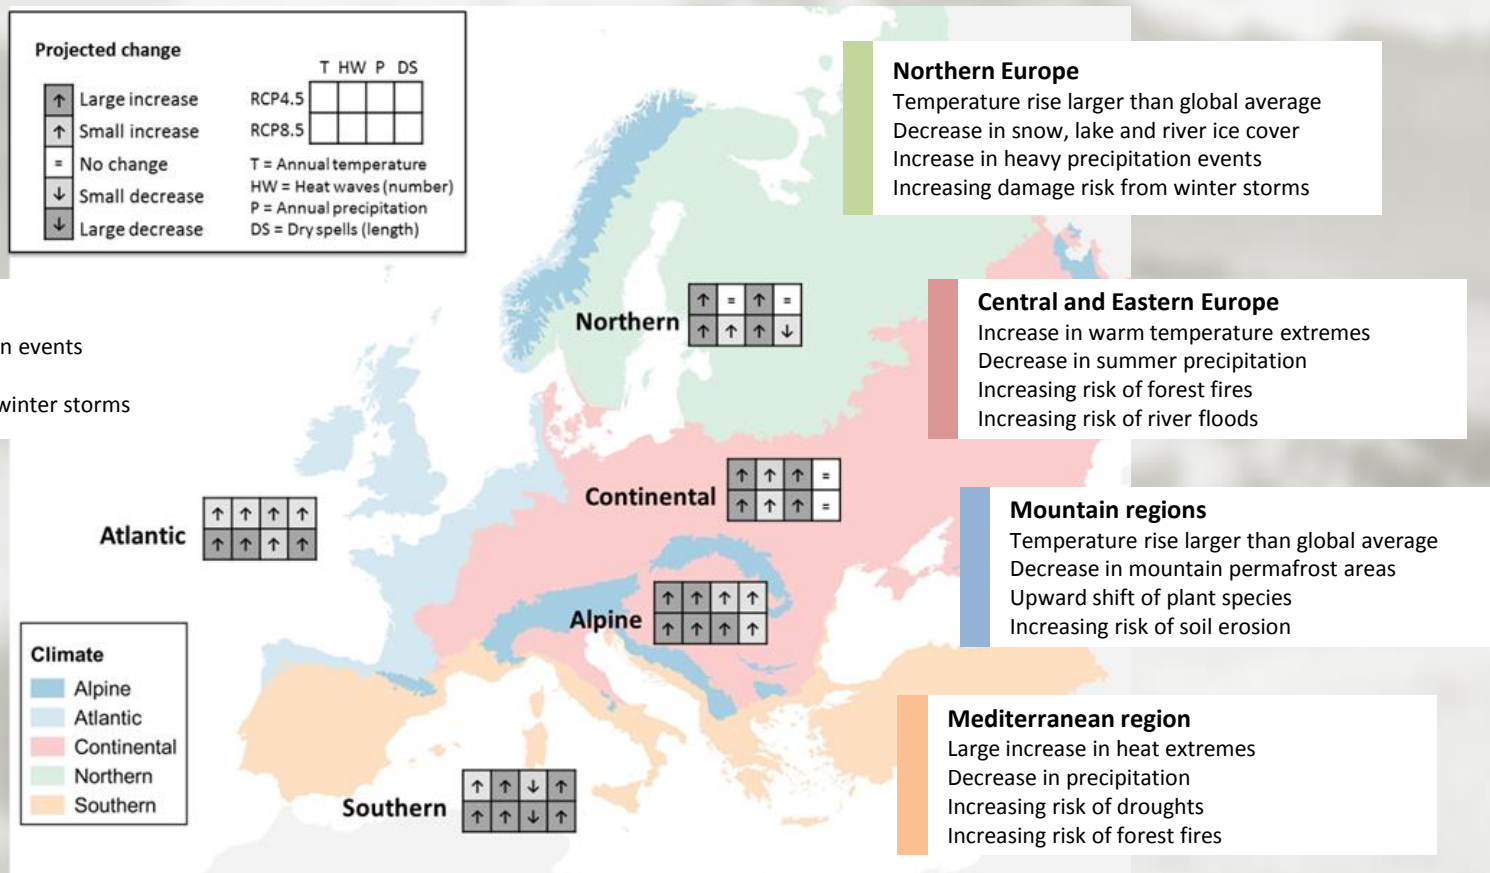 Projected change
↑ Large increase
↑ Small increase
= No change
↓ Small decrease
↓ Large decrease
T HW P DS
RCP4.5
RCP8.5
T = Annual temperature
HW = Heat waves (number)
P = Annual precipitation
DS = Dry spells (length)
Northern Europe
Temperature rise larger than global average
Decrease in snow, lake and river ice cover
Increase in heavy precipitation events
Increasing damage risk from winter storms
n events
winter storms
Northern
↑ = ↑ =
↑ ↑ ↑ ↓
Central and Eastern Europe
Increase in warm temperature extremes
Decrease in summer precipitation
Increasing risk of forest fires
Increasing risk of river floods
Continental
↑ ↑ ↑ =
↑ ↑ ↑ =
Atlantic
↑ ↑ ↑ ↑
↑ ↑ ↑ ↑
Mountain regions
Temperature rise larger than global average
Decrease in mountain permafrost areas
Upward shift of plant species
Increasing risk of soil erosion
Alpine
↑ ↑ ↑ ↑
↑ ↑ ↑ ↑
Climate
Alpine
Atlantic
Continental
Northern
Southern
Southern
↑ ↑ ↓ ↑
↑ ↑ ↓ ↑
Mediterranean region
Large increase in heat extremes
Decrease in precipitation
Increasing risk of droughts
Increasing risk of forest fires